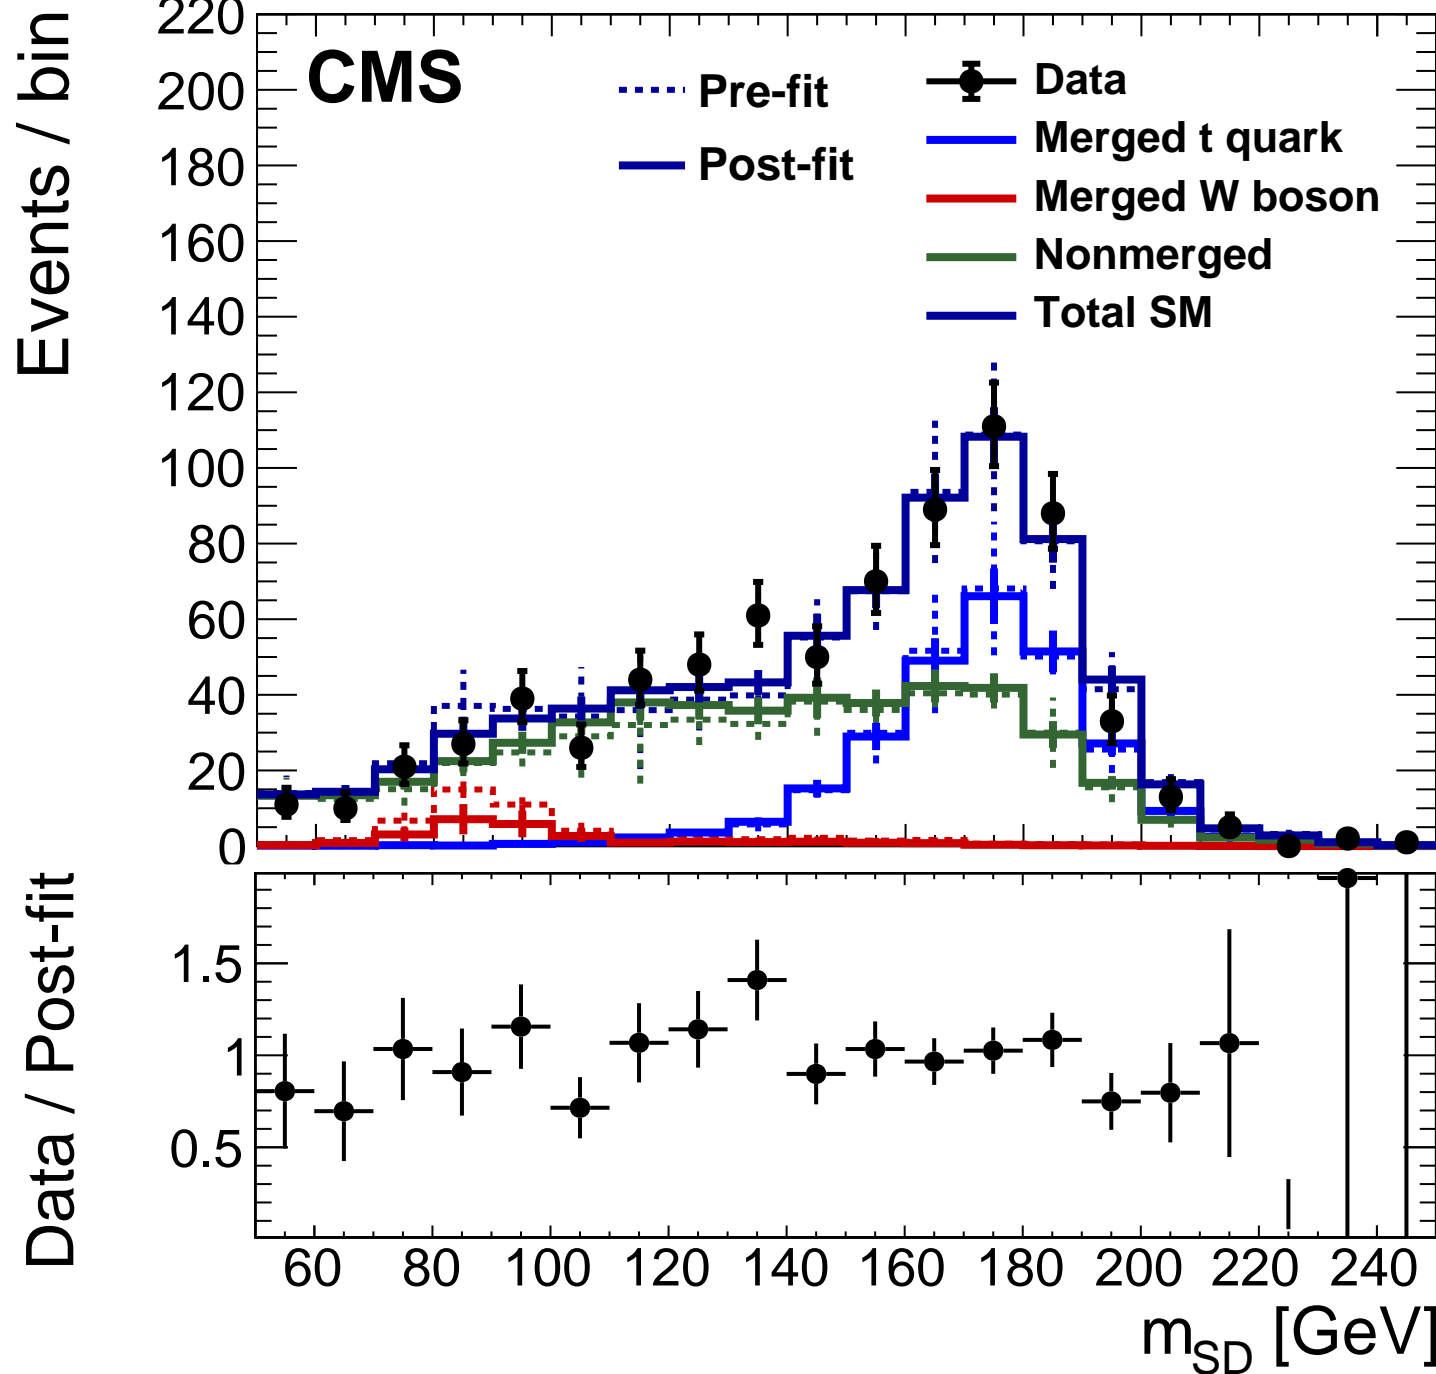 Events / bin
220
200
180
160
140
120
100
80
60
40
20
0
CMS
Pre-fit
Post-fit
Data
Merged t quark
Merged W boson
Nonmerged
Total SM
Data / Post-fit
1.5
1
0.5
60 80 100 120 140 160 180 200 220 240
m_SD [GeV]